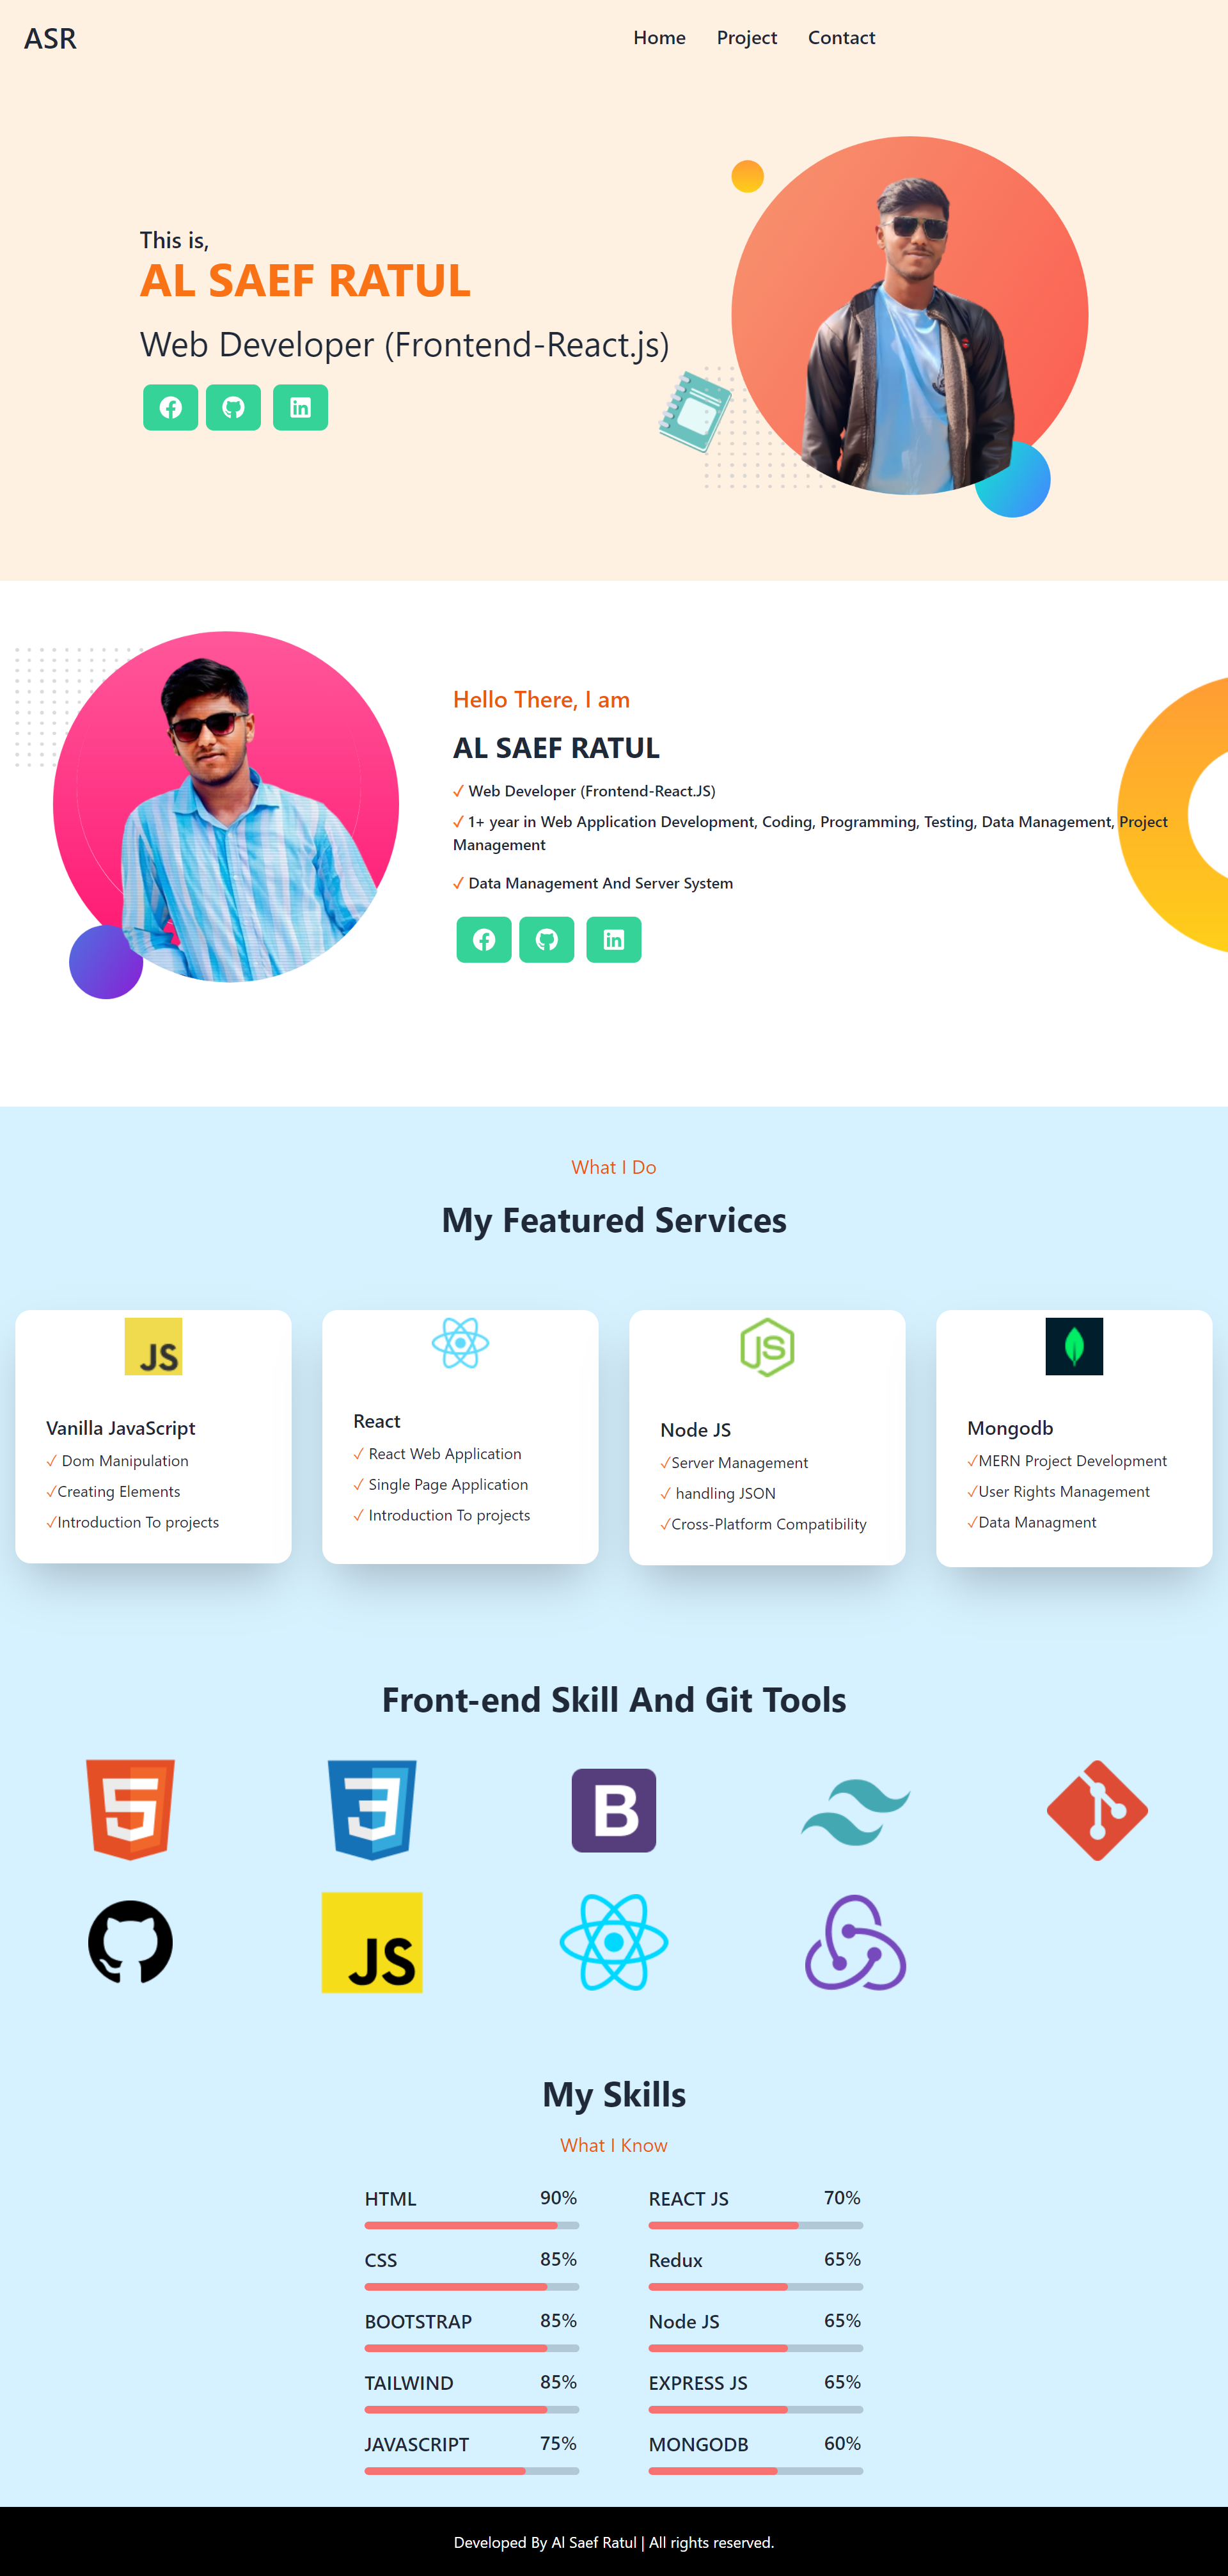 ASR
Home Project Contact
This is,
AL SAEF RATUL
Web Developer (Frontend-React.js)
Hello There, I am
AL SAEF RATUL
✓ Web Developer (Frontend-React.JS)
✓ 1+ year in Web Application Development, Coding, Programming, Testing, Data Management, Project
Management
✓ Data Management And Server System
What I Do
My Featured Services
JS
Vanilla JavaScript
✓ Dom Manipulation
✓Creating Elements
✓Introduction To projects
React
✓ React Web Application
✓ Single Page Application
✓ Introduction To projects
JS
Node JS
✓Server Management
✓ handling JSON
✓Cross-Platform Compatibility
Mongodb
✓MERN Project Development
✓User Rights Management
✓Data Managment
Front-end Skill And Git Tools
5
3
B
JS
My Skills
What I Know
HTML 90%
CSS 85%
BOOTSTRAP 85%
TAILWIND 85%
JAVASCRIPT 75%
REACT JS 70%
Redux 65%
Node JS 65%
EXPRESS JS 65%
MONGODB 60%
Developed By Al Saef Ratul | All rights reserved.